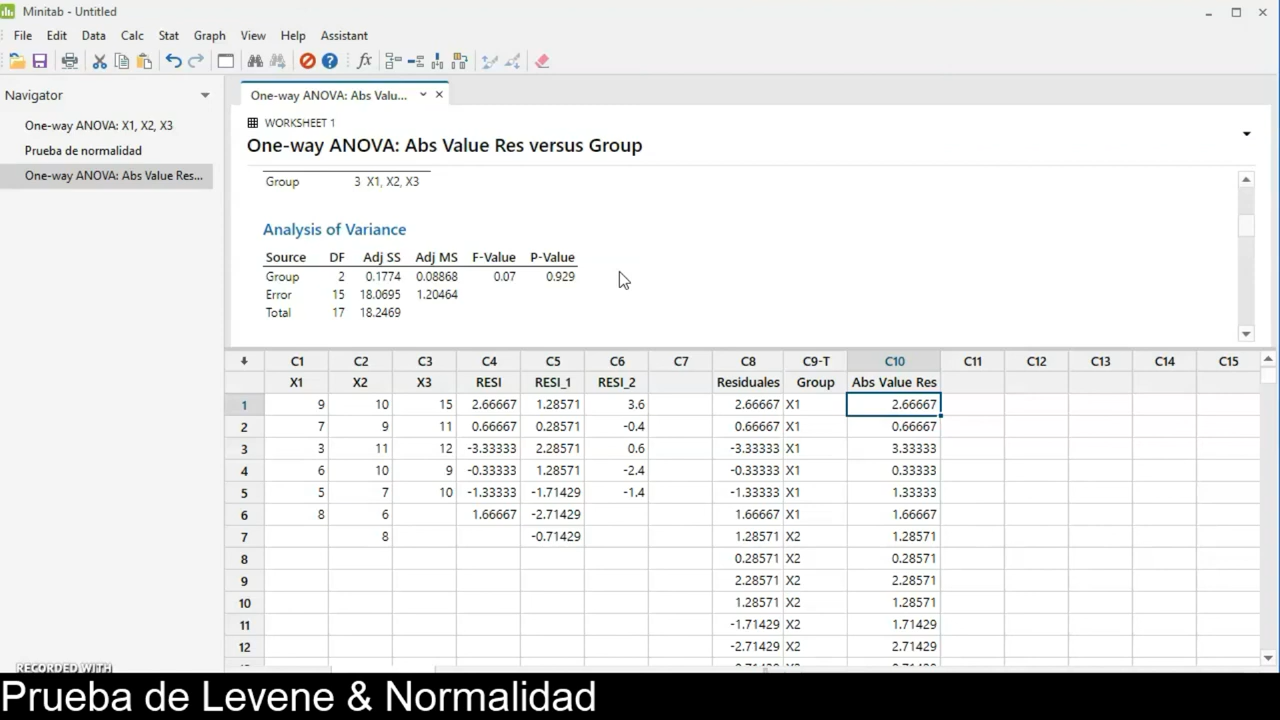 Minitab - Untitled
File Edit Data Calc Stat Graph View Help Assistant
Navigator
One-way ANOVA: X1, X2, X3
Prueba de normalidad
One-way ANOVA: Abs Value Res...
One-way ANOVA: Abs Valu...
WORKSHEET 1
One-way ANOVA: Abs Value Res versus Group
Group 3 X1, X2, X3
Analysis of Variance
Source DF Adj SS Adj MS F-Value P-Value
Group 2 0.1774 0.08868 0.07 0.929
Error 15 18.0695 1.20464
Total 17 18.2469
C1 C2 C3 C4 C5 C6 C7 C8 C9-T C10 C11 C12 C13 C14 C15
X1 X2 X3 RESI RESI_1 RESI_2 Residuales Group Abs Value Res
1 9 10 15 2.66667 1.28571 3.6 2.66667 X1 2.66667
2 7 9 11 0.66667 0.28571 -0.4 0.66667 X1 0.66667
3 3 11 12 -3.33333 2.28571 0.6 -3.33333 X1 3.33333
4 6 10 9 -0.33333 1.28571 -2.4 -0.33333 X1 0.33333
5 5 7 10 -1.33333 -1.71429 -1.4 -1.33333 X1 1.33333
6 8 6 1.66667 -2.71429 1.66667 X1 1.66667
7 8 -0.71429 1.28571 X2 1.28571
8 0.28571 X2 0.28571
9 2.28571 X2 2.28571
10 1.28571 X2 1.28571
11 -1.71429 X2 1.71429
12 -2.71429 X2 2.71429
RECORDED WITH
Prueba de Levene & Normalidad